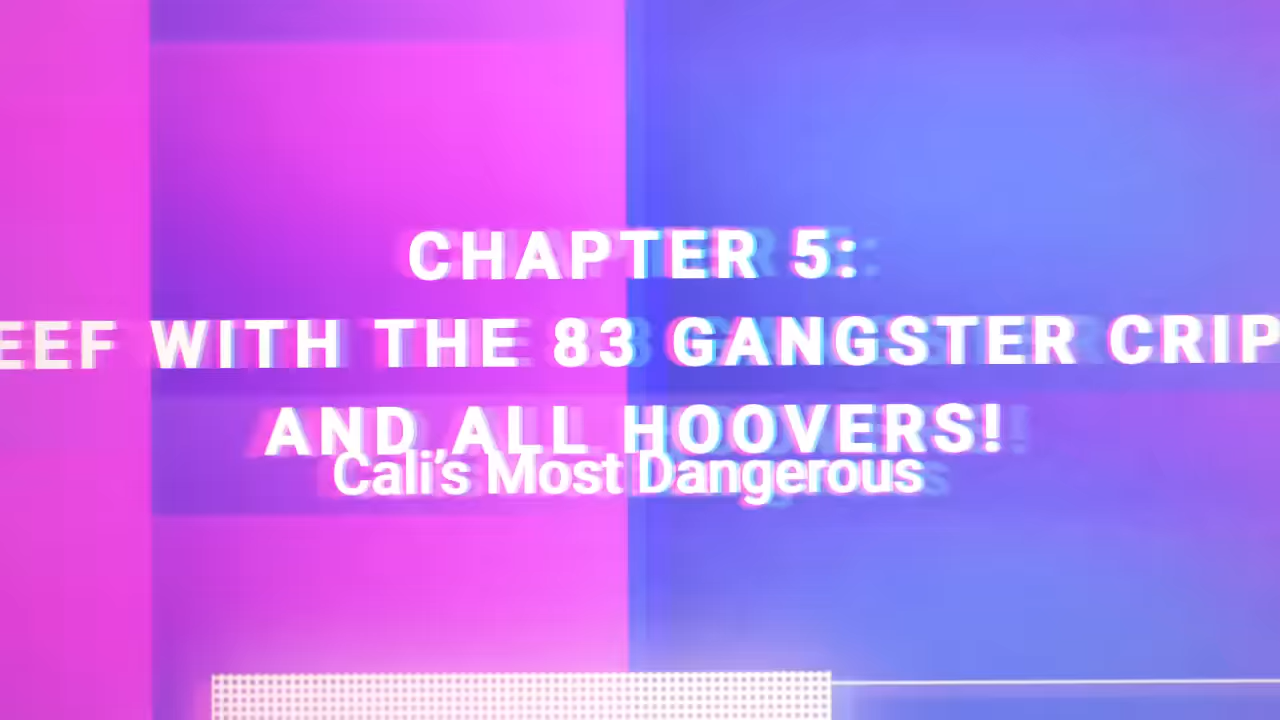 CHAPTER 5:
EEF WITH THE 83 GANGSTER CRIP
AND ALL HOOVERS!
Cali's Most Dangerous